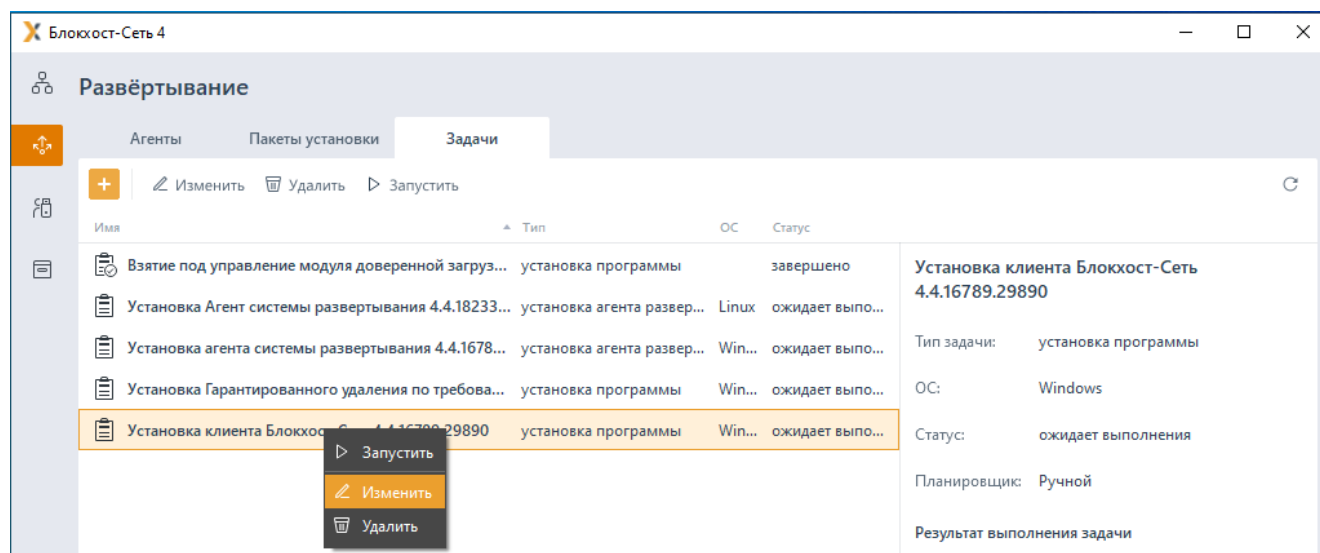 Блокхост-Сеть 4
Развёртывание
Агенты Пакеты установки Задачи
+ Изменить Удалить Запустить
Имя Тип ОС Статус
Взятие под управление модуля доверенной загруз... установка программы завершено
Установка Агент системы развертывания 4.4.18233... установка агента развер... Linux ожидает выпо...
Установка агента системы развертывания 4.4.1678... установка агента развер... Win... ожидает выпо...
Установка Гарантированного удаления по требова... установка программы Win... ожидает выпо...
Установка клиента 29890 установка программы Win... ожидает выпо...
Запустить
Изменить
Удалить
Установка клиента Блокхост-Сеть
4.4.16789.29890
Тип задачи: установка программы
ОС: Windows
Статус: ожидает выполнения
Планировщик: Ручной
Результат выполнения задачи